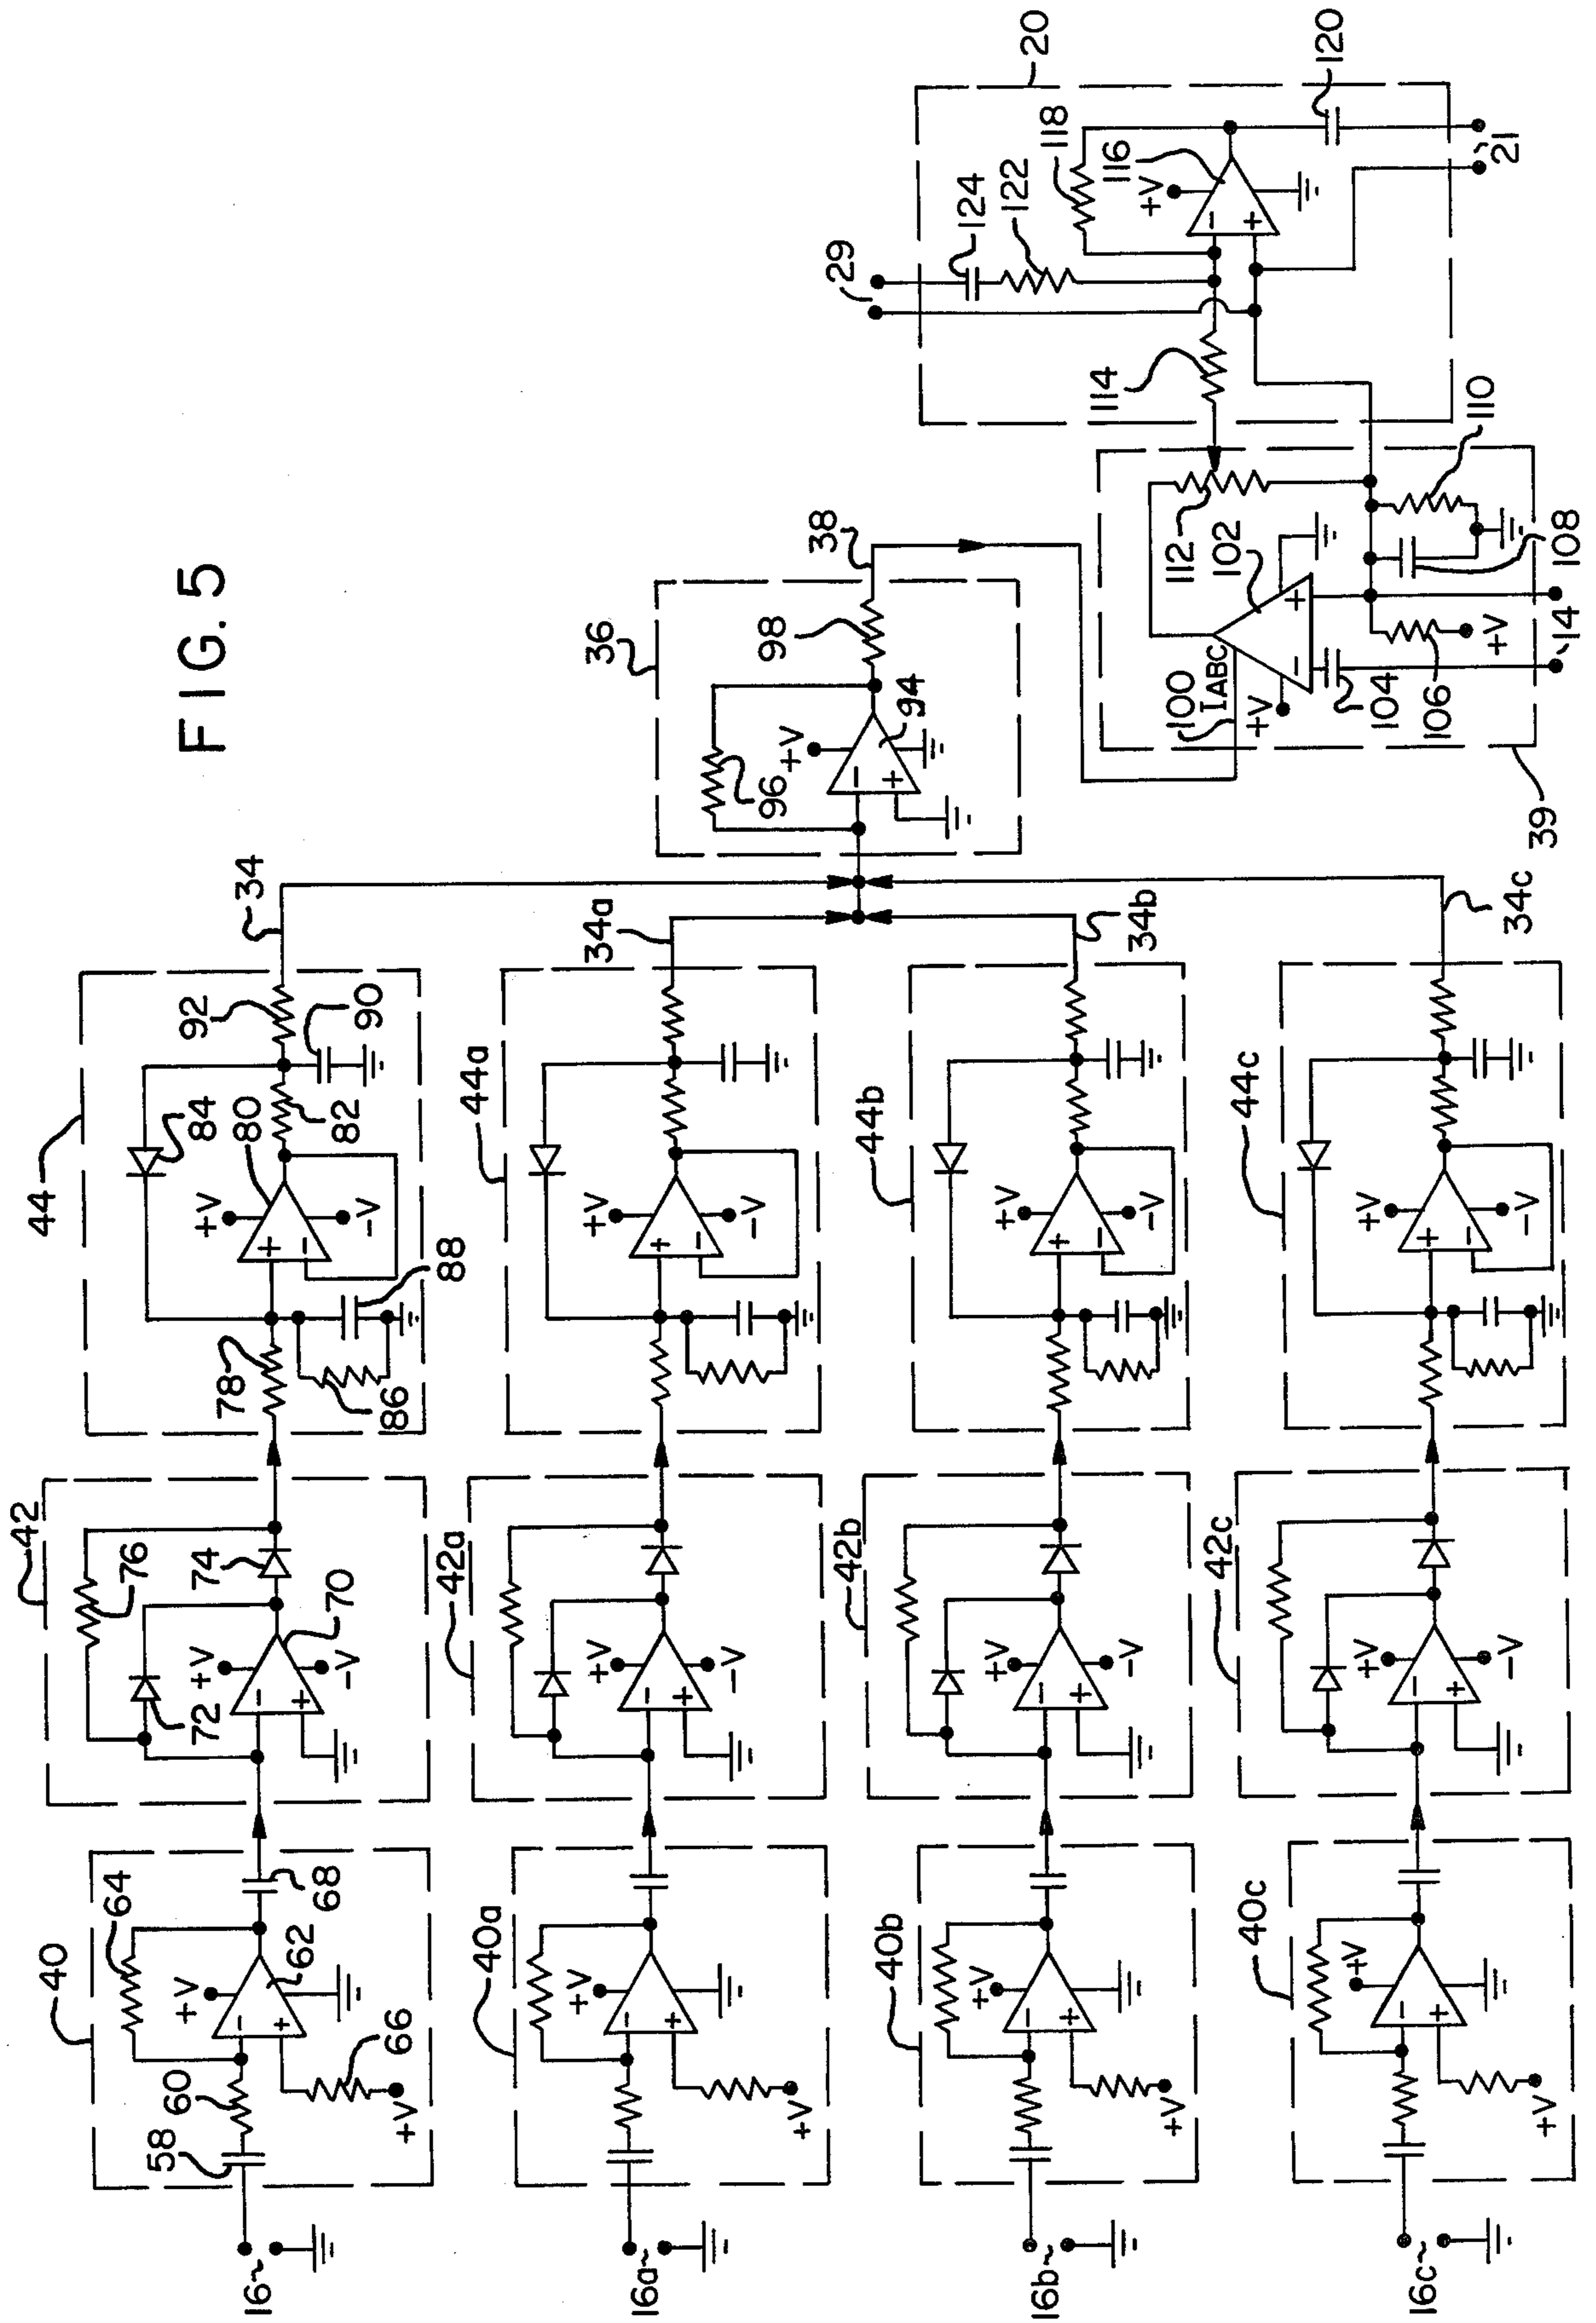 FIG. 5
40
64
+V
62
68
60
58
66
+V
16
42
76
74
72
+V
70
-V
-
+
44
84
80
82
92
90
+V
-V
78
86
88
+
-
34
40a
+V
-
+
+V
16a
42a
+V
-V
-
+
44a
+V
-V
+
-
34a
40b
+V
-
+
+V
16b
42b
+V
-V
-
+
44b
+V
-V
+
-
34b
40c
+V
-
+
+V
16c
42c
+V
-V
-
+
44c
+V
-V
+
-
34c
36
96
+V
94
98
-
+
38
39
100
IABC
+V
102
112
-
+
104
106
+V
108
110
14
20
29
124
122
118
116
+V
-
+
114
120
21